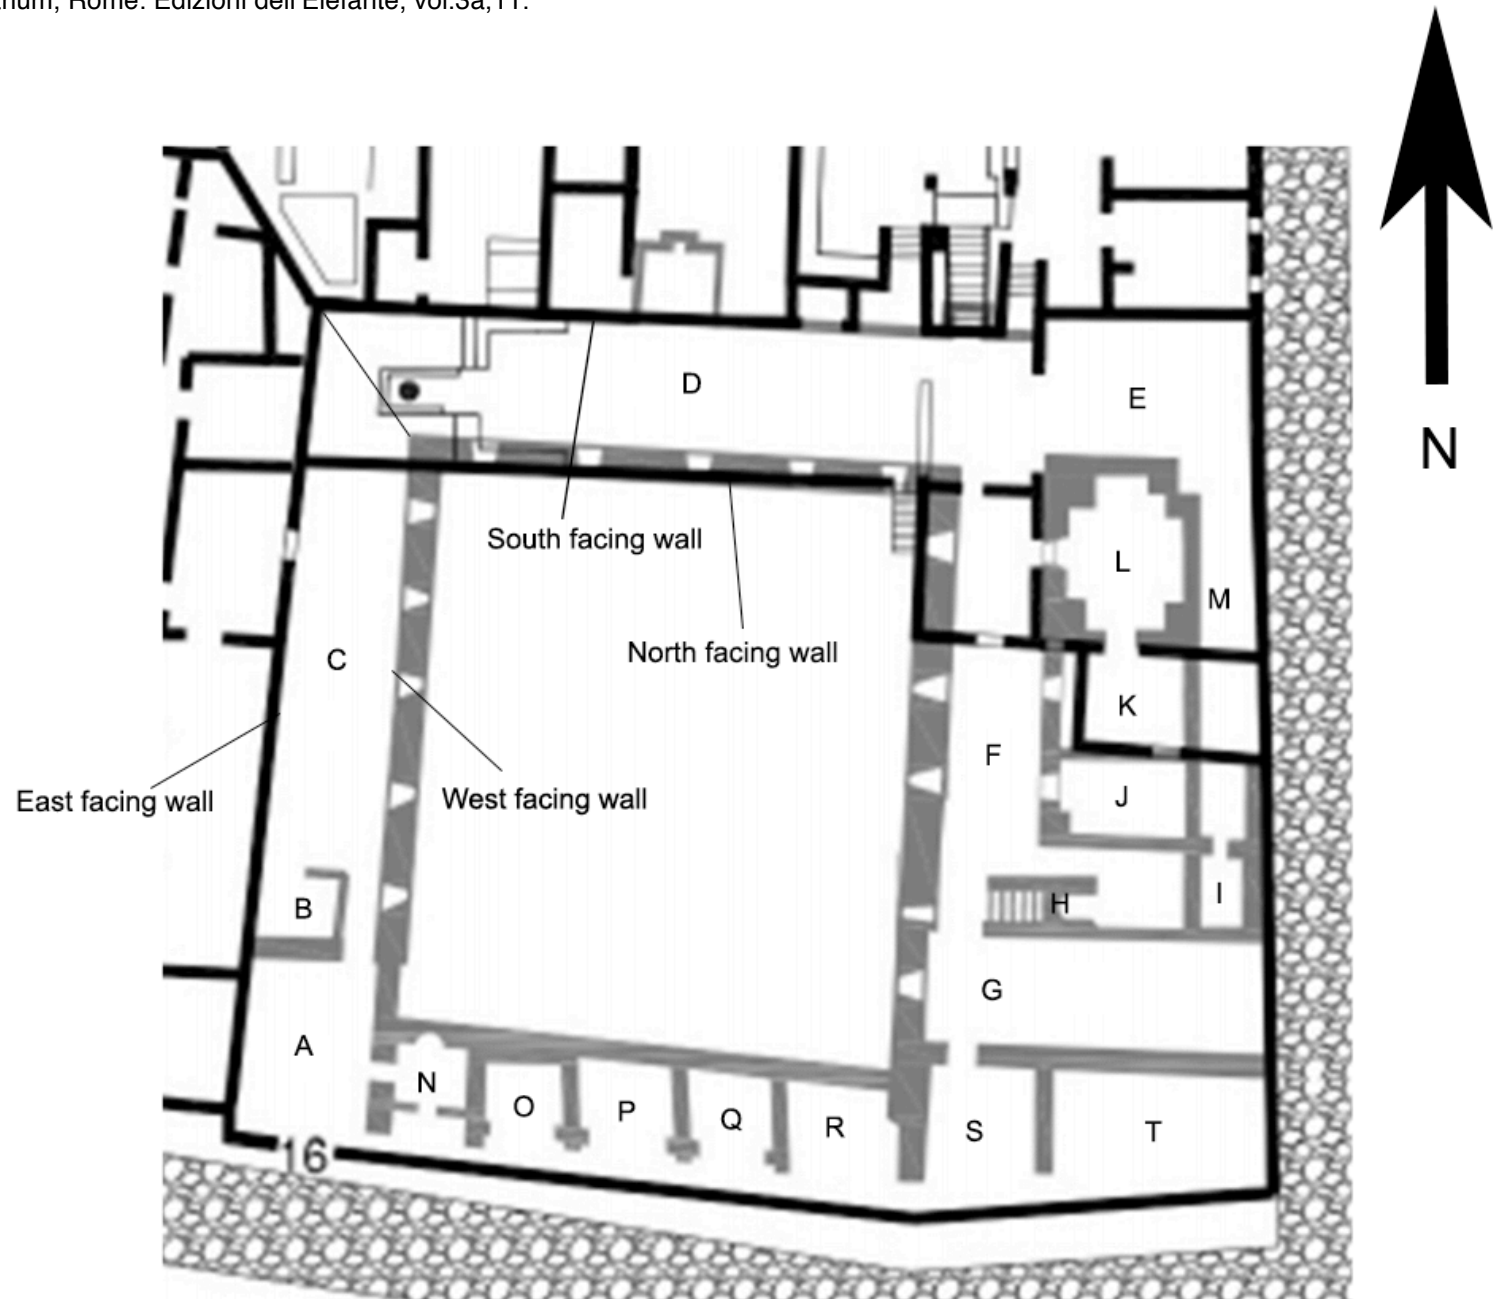 Rome: Edizioni dell'Elefante, vol.3a,11.
N
D
E
South facing wall
L
M
North facing wall
C
K
F
East facing wall
West facing wall
J
B
H
I
G
A
N
O
P
Q
R
S
T
16